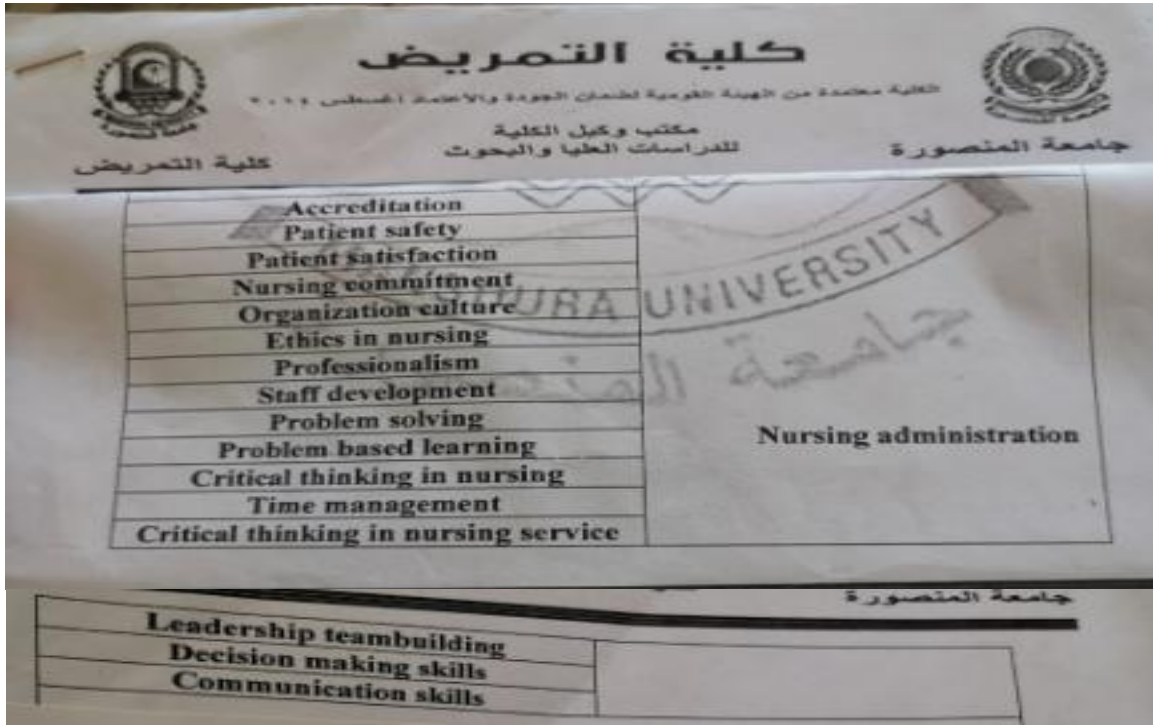 كلية التمريض
الكلية معتمدة من الهيئة القومية لضمان الجودة والاعتماد أغسطس
مكتب وكيل الكلية
للدراسات العليا والبحوث
جامعة المنصورة
كلية التمريض
Accreditation
Patient safety
Patient satisfaction
Nursing commitment
Organization culture
Ethics in nursing
Professionalism
Staff development
Problem solving
Problem based learning
Critical thinking in nursing
Time management
Critical thinking in nursing service
Nursing administration
UNIVERSITY
جامعة
جامعة المنصورة
Leadership teambuilding
Decision making skills
Communication skills